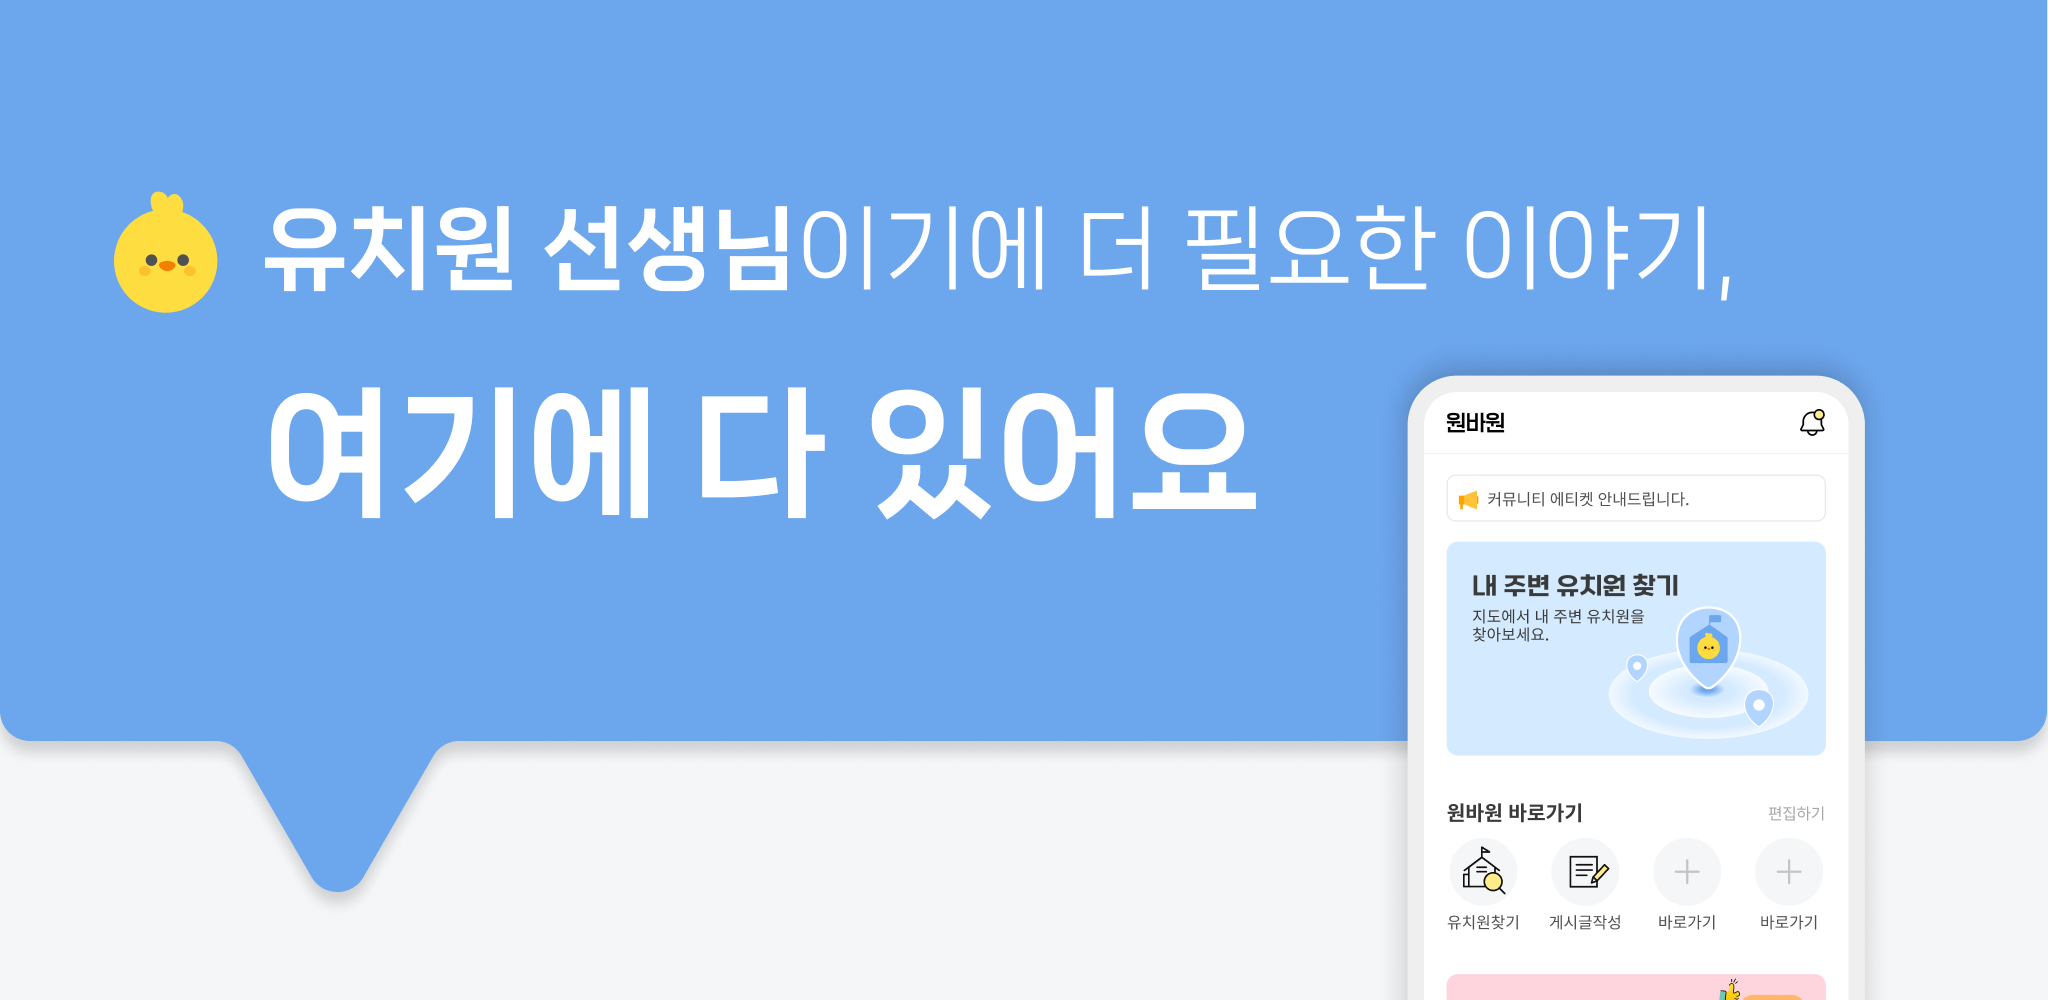 유치원 선생님이기에 더 필요한 이야기,
여기에 다 있어요
원바원
커뮤니티 에티켓 안내드립니다.
내 주변 유치원 찾기
지도에서 내 주변 유치원을
찾아보세요.
원바원 바로가기 편집하기
유치원찾기 게시글작성 바로가기 바로가기